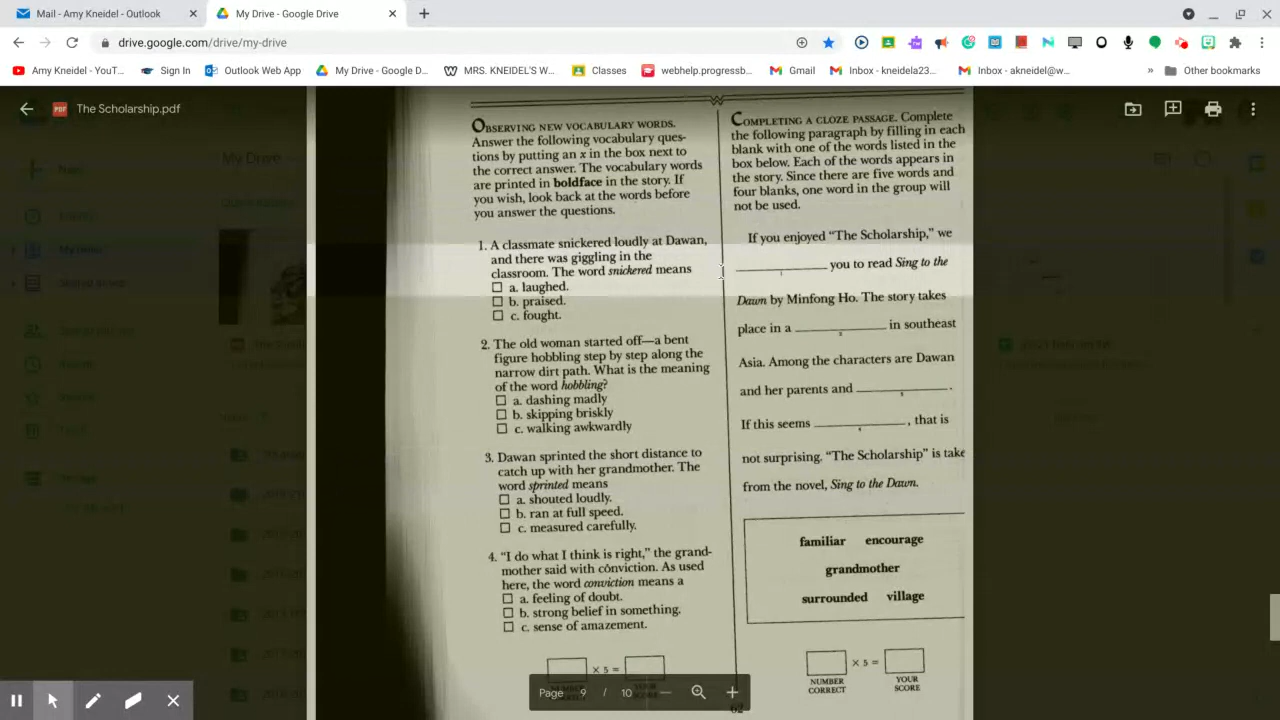 Mail - Amy Kneidel - Outlook
My Drive - Google Drive
drive.google.com/drive/my-drive
Amy Kneidel - YouT...
Sign In
Outlook Web App
My Drive - Google D...
MRS. KNEIDEL'S W...
Classes
webhelp.progressb...
Gmail
Inbox - kneidela23...
Inbox - akneidel@w...
Other bookmarks
The Scholarship.pdf
OBSERVING NEW VOCABULARY WORDS.
Answer the following vocabulary ques-
tions by putting an x in the box next to
the correct answer. The vocabulary words
are printed in boldface in the story. If
you wish, look back at the words before
you answer the questions.
1. A classmate snickered loudly at Dawan,
and there was giggling in the
classroom. The word snickered means
a. laughed.
b. praised.
c. fought.
2. The old woman started off—a bent
figure hobbling step by step along the
narrow dirt path. What is the meaning
of the word hobbling?
a. dashing madly
b. skipping briskly
c. walking awkwardly
3. Dawan sprinted the short distance to
catch up with her grandmother. The
word sprinted means
a. shouted loudly.
b. ran at full speed.
c. measured carefully.
4. "I do what I think is right," the grand-
mother said with conviction. As used
here, the word conviction means a
a. feeling of doubt.
b. strong belief in something.
c. sense of amazement.
× 5 =
COMPLETING A CLOZE PASSAGE. Complete
the following paragraph by filling in each
blank with one of the words listed in the
box below. Each of the words appears in
the story. Since there are five words and
four blanks, one word in the group will
not be used.
If you enjoyed "The Scholarship," we
____ you to read Sing to the
1
Dawn by Minfong Ho. The story takes
place in a ____ in southeast
2
Asia. Among the characters are Dawan
and her parents and ____.
3
If this seems ____, that is
4
not surprising. "The Scholarship" is take
from the novel, Sing to the Dawn.
familiar encourage
grandmother
surrounded village
× 5 =
NUMBER CORRECT
YOUR SCORE
Page 9 / 10
My Drive